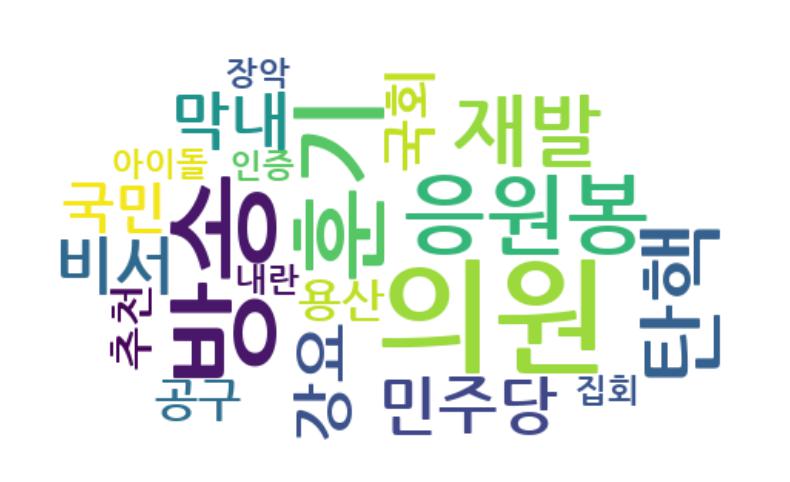 장악
막내
훈기
국회
재발
아이돌
인증
국민
방송
응원봉
비서
내란
의원
탄핵
추천
용산
공구
강요
민주당
집회